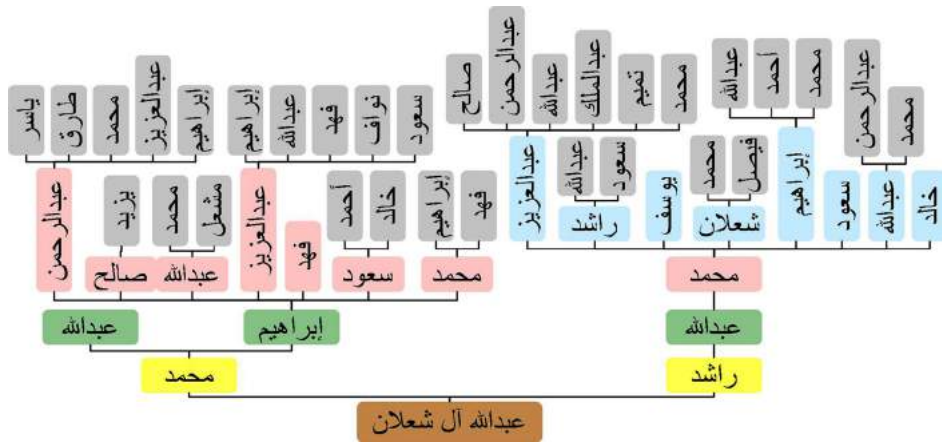 صالح
عبدالرحمن
عبدالله
عبدالملك
تميم
محمد
عبدالله
أحمد
محمد
عبدالرحمن
محمد
ياسر
طارق
محمد
عبدالعزيز
إبراهيم
إبراهيم
عبدالله
فهد
نواف
سعود
عبدالله
سعود
محمد
فيصل
يزيد
محمد
مشعل
أحمد
خالد
إبراهيم
فهد
عبدالعزيز
راشد
يوسف
شعلان
إبراهيم
سعود
عبدالله
خالد
عبدالرحمن
صالح
عبدالله
عبدالعزيز
فهد
سعود
محمد
محمد
عبدالله
إبراهيم
عبدالله
محمد
راشد
عبدالله آل شعلان